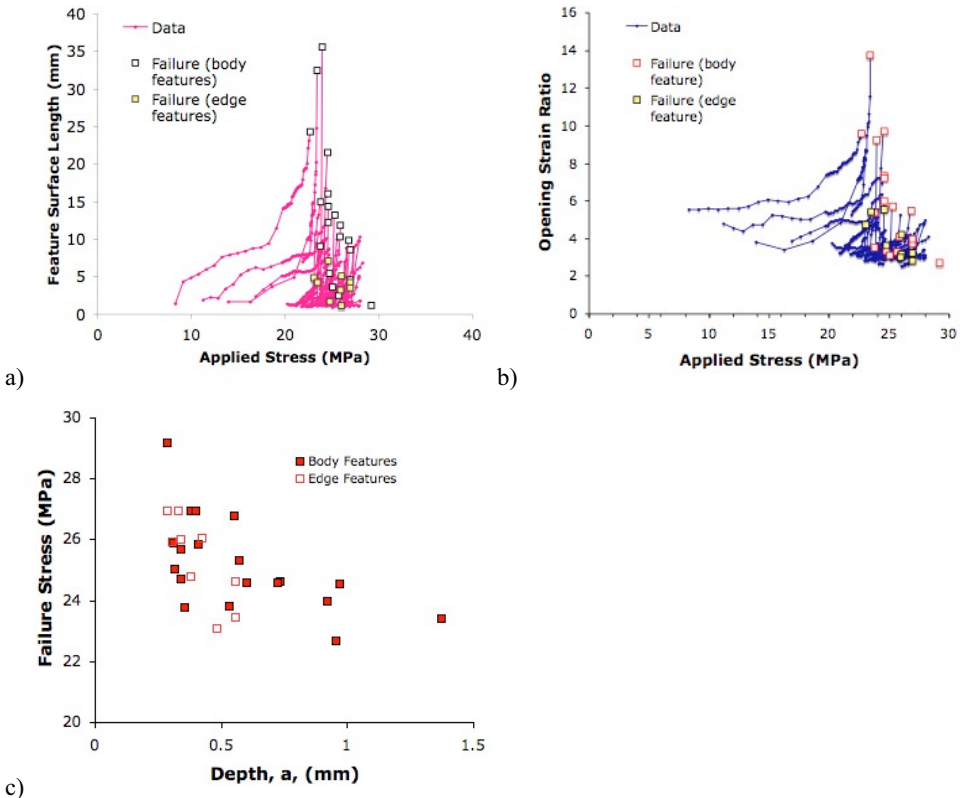 40
35
30
25
20
15
10
5
0
0
10
20
30
40
Feature Surface Length (mm)
Applied Stress (MPa)
Data
Failure (body
features)
Failure (edge
features)
a)
16
14
12
10
8
6
4
2
0
0
5
10
15
20
25
30
Opening Strain Ratio
Applied Stress (MPa)
Data
Failure (body
feature)
Failure (edge
feature)
b)
30
28
26
24
22
20
0
0.5
1
1.5
Failure Stress (MPa)
Depth, a, (mm)
Body Features
Edge Features
c)